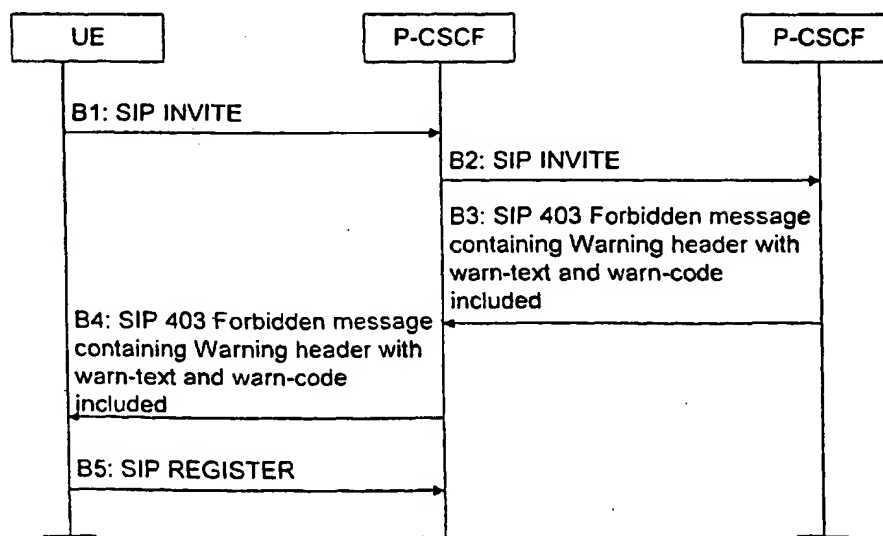 UE
P-CSCF
P-CSCF
B1: SIP INVITE
B2: SIP INVITE
B3: SIP 403 Forbidden message
containing Warning header with
warn-text and warn-code
included
B4: SIP 403 Forbidden message
containing Warning header with
warn-text and warn-code
included
B5: SIP REGISTER